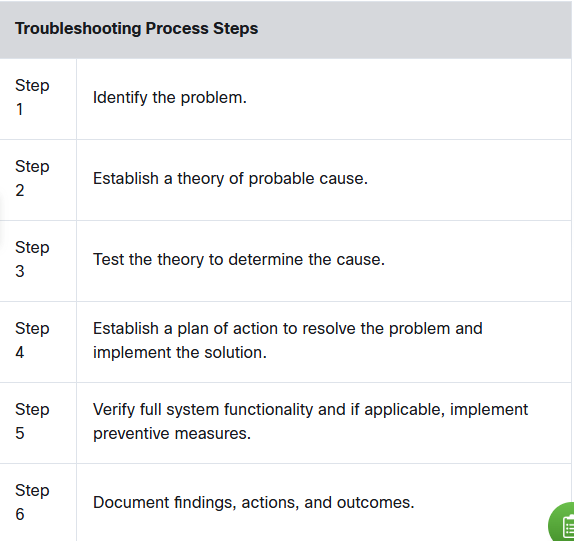 Troubleshooting Process Steps
Step
1
Identify the problem.
Step
2
Establish a theory of probable cause.
Step
3
Test the theory to determine the cause.
Step
4
Establish a plan of action to resolve the problem and
implement the solution.
Step
5
Verify full system functionality and if applicable, implement
preventive measures.
Step
6
Document findings, actions, and outcomes.